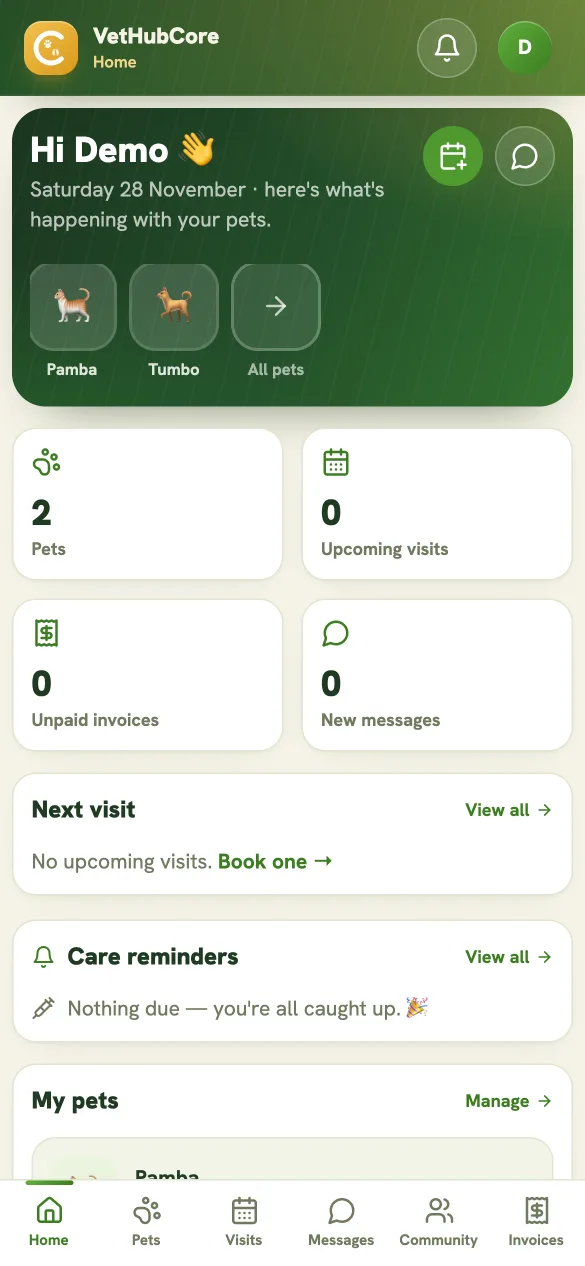 VetHubCore
Home
D
Hi Demo 👋
Saturday 28 November · here's what's
happening with your pets.
Pamba
Tumbo
All pets
2
Pets
0
Upcoming visits
0
Unpaid invoices
0
New messages
Next visit
View all →
No upcoming visits. Book one →
Care reminders
View all →
Nothing due — you're all caught up. 🎉
My pets
Manage →
Pamba
Home
Pets
Visits
Messages
Community
Invoices